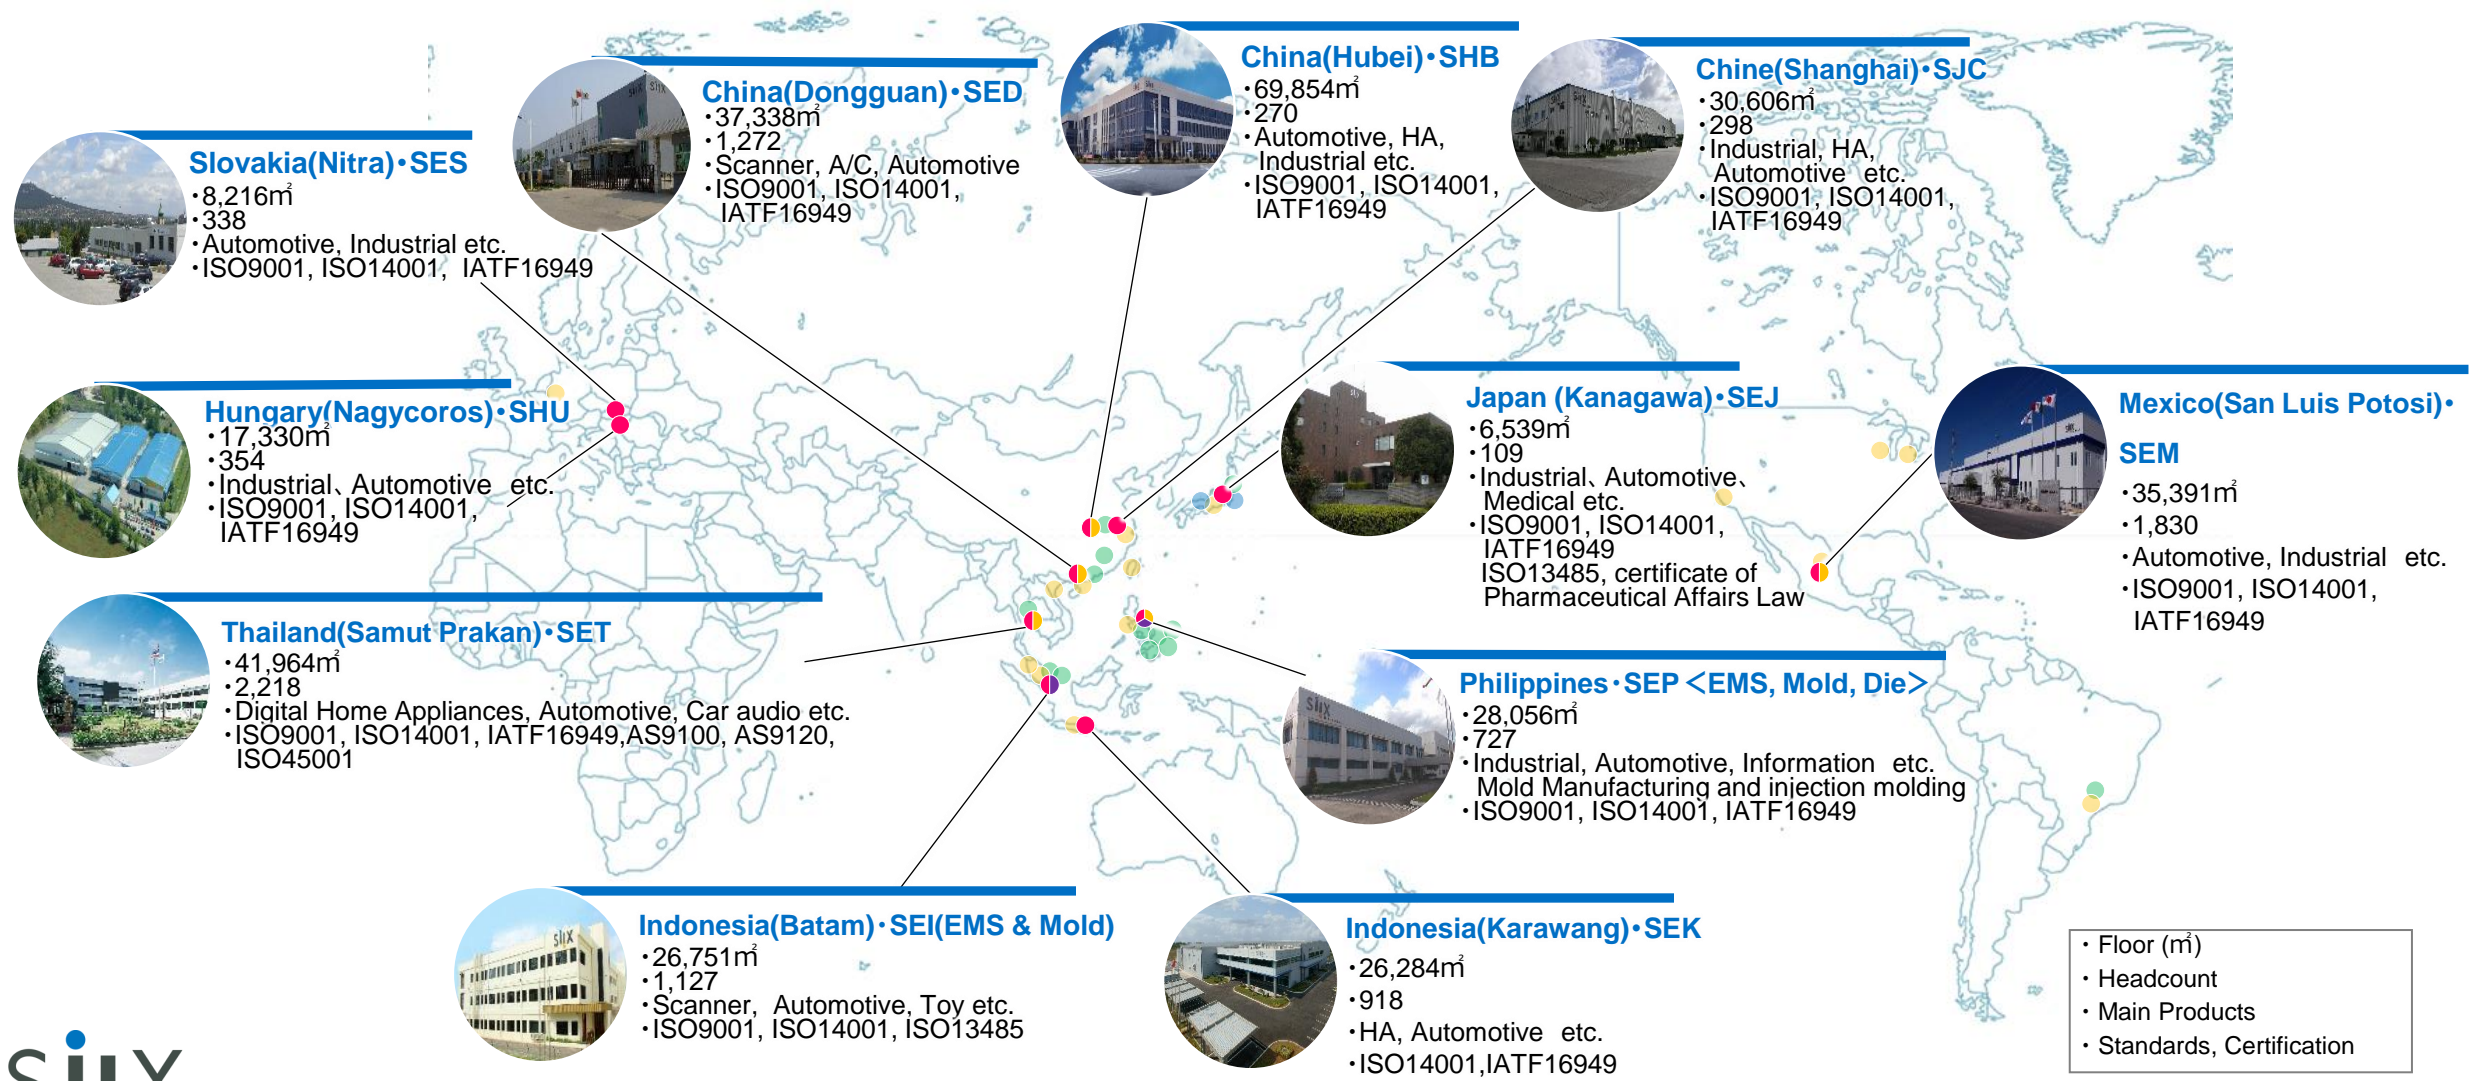 China(Hubei)・SHB
・69,854㎡
・270
・Automotive, HA,
Industrial etc.
・ISO9001, ISO14001,
IATF16949
Chine(Shanghai)・SJC
・30,606㎡
・298
・Industrial, HA,
Automotive etc.
・ISO9001, ISO14001,
IATF16949
China(Dongguan)・SED
・37,338㎡
・1,272
・Scanner, A/C, Automotive
・ISO9001, ISO14001,
IATF16949
Slovakia(Nitra)・SES
・8,216㎡
・338
・Automotive, Industrial etc.
・ISO9001, ISO14001, IATF16949
Hungary(Nagycoros)・SHU
・17,330㎡
・354
・Industrial、Automotive etc.
・ISO9001, ISO14001,
IATF16949
Japan (Kanagawa)・SEJ
・6,539㎡
・109
・Industrial、Automotive、
Medical etc.
・ISO9001, ISO14001,
IATF16949
ISO13485, certificate of
Pharmaceutical Affairs Law
Mexico(San Luis Potosi)・
SEM
・35,391㎡
・1,830
・Automotive, Industrial etc.
・ISO9001, ISO14001,
IATF16949
Thailand(Samut Prakan)・SET
・41,964㎡
・2,218
・Digital Home Appliances, Automotive, Car audio etc.
・ISO9001, ISO14001, IATF16949,AS9100, AS9120,
ISO45001
Philippines・SEP＜EMS, Mold, Die＞
・28,056㎡
・727
・Industrial, Automotive, Information etc.
Mold Manufacturing and injection molding
・ISO9001, ISO14001, IATF16949
Indonesia(Batam)・SEI(EMS & Mold)
・26,751㎡
・1,127
・Scanner, Automotive, Toy etc.
・ISO9001, ISO14001, ISO13485
Indonesia(Karawang)・SEK
・26,284㎡
・918
・HA, Automotive etc.
・ISO14001,IATF16949
・Floor (㎡)
・Headcount
・Main Products
・Standards, Certification
SIIX
SIIX
SIIX
SIIX
siix